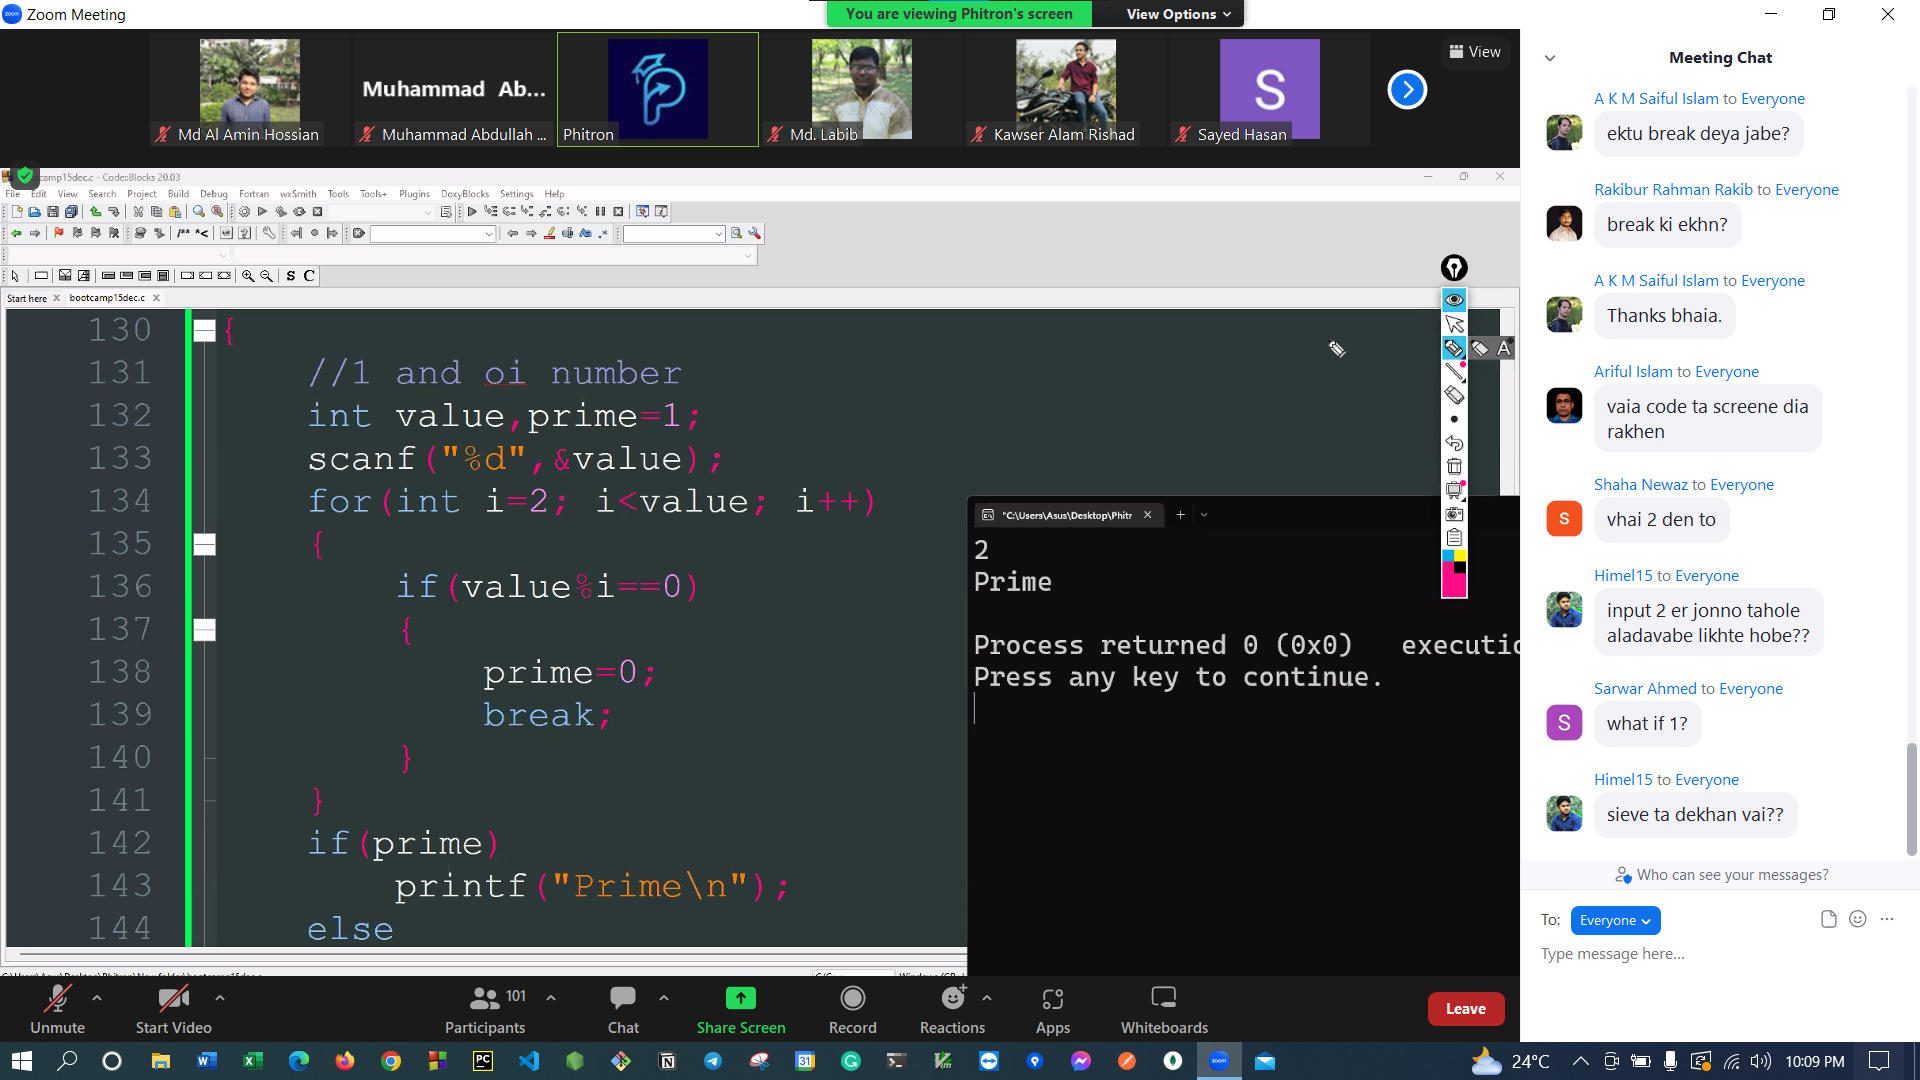 Zoom Meeting
You are viewing Phitron's screen
View Options
Md Al Amin Hossian
Muhammad Ab...
Muhammad Abdullah ...
Phitron
Md. Labib
Kawser Alam Rishad
S
Sayed Hasan
View
camp15dec.c - Code::Blocks 20.03
File Edit View Search Project Build Debug Fortran wxSmith Tools Tools+ Plugins DoxyBlocks Settings Help
Start here
bootcamp15dec.c
130 {
131 //1 and oi number
132 int value,prime=1;
133 scanf("%d",&value);
134 for(int i=2; i<value; i++)
135 {
136 if(value%i==0)
137 {
138 prime=0;
139 break;
140 }
141 }
142 if(prime)
143 printf("Prime\n");
144 else
"C:\Users\Asus\Desktop\Phitr
2
Prime
Process returned 0 (0x0) executio
Press any key to continue.
Meeting Chat
A K M Saiful Islam to Everyone
ektu break deya jabe?
Rakibur Rahman Rakib to Everyone
break ki ekhn?
A K M Saiful Islam to Everyone
Thanks bhaia.
Ariful Islam to Everyone
vaia code ta screene dia
rakhen
Shaha Newaz to Everyone
S
vhai 2 den to
Himel15 to Everyone
input 2 er jonno tahole
aladavabe likhte hobe??
Sarwar Ahmed to Everyone
S
what if 1?
Himel15 to Everyone
sieve ta dekhan vai??
Who can see your messages?
To: Everyone
Type message here...
Unmute
Start Video
101
Participants
Chat
Share Screen
Record
Reactions
Apps
Whiteboards
Leave
24°C
10:09 PM